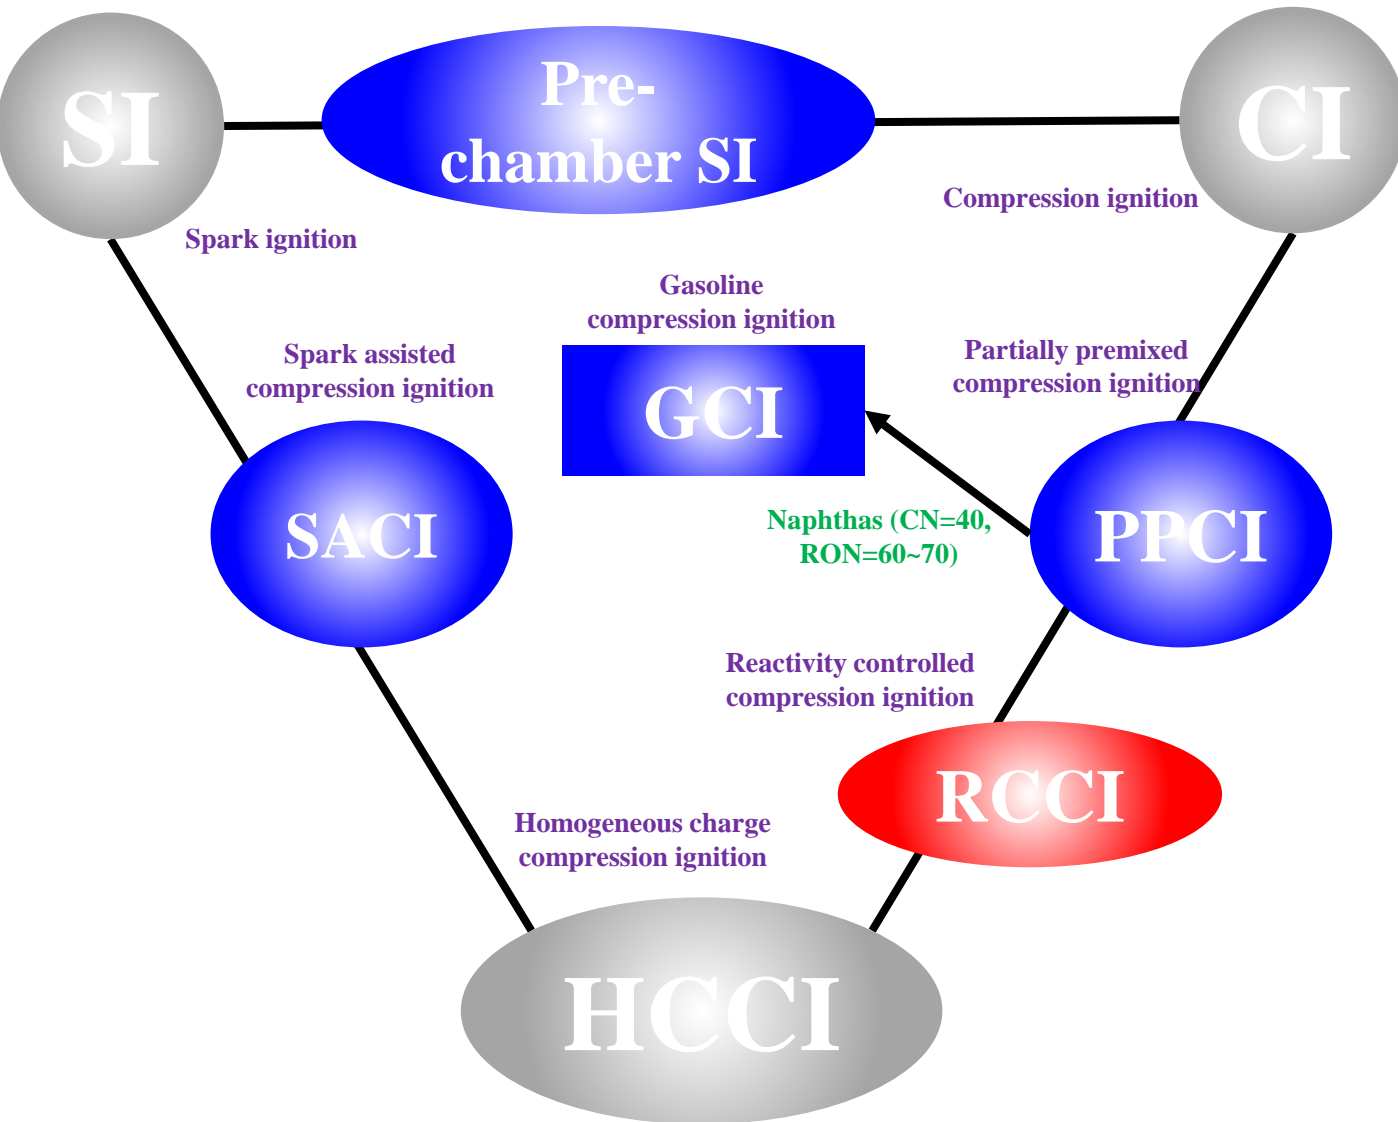 SI
Pre-
chamber SI
CI
Compression ignition
Spark ignition
Gasoline
compression ignition
Spark assisted
compression ignition
Partially premixed
compression ignition
GCI
SACI
Naphthas (CN=40,
RON=60~70)
PPCI
Reactivity controlled
compression ignition
RCCI
Homogeneous charge
compression ignition
HCCI